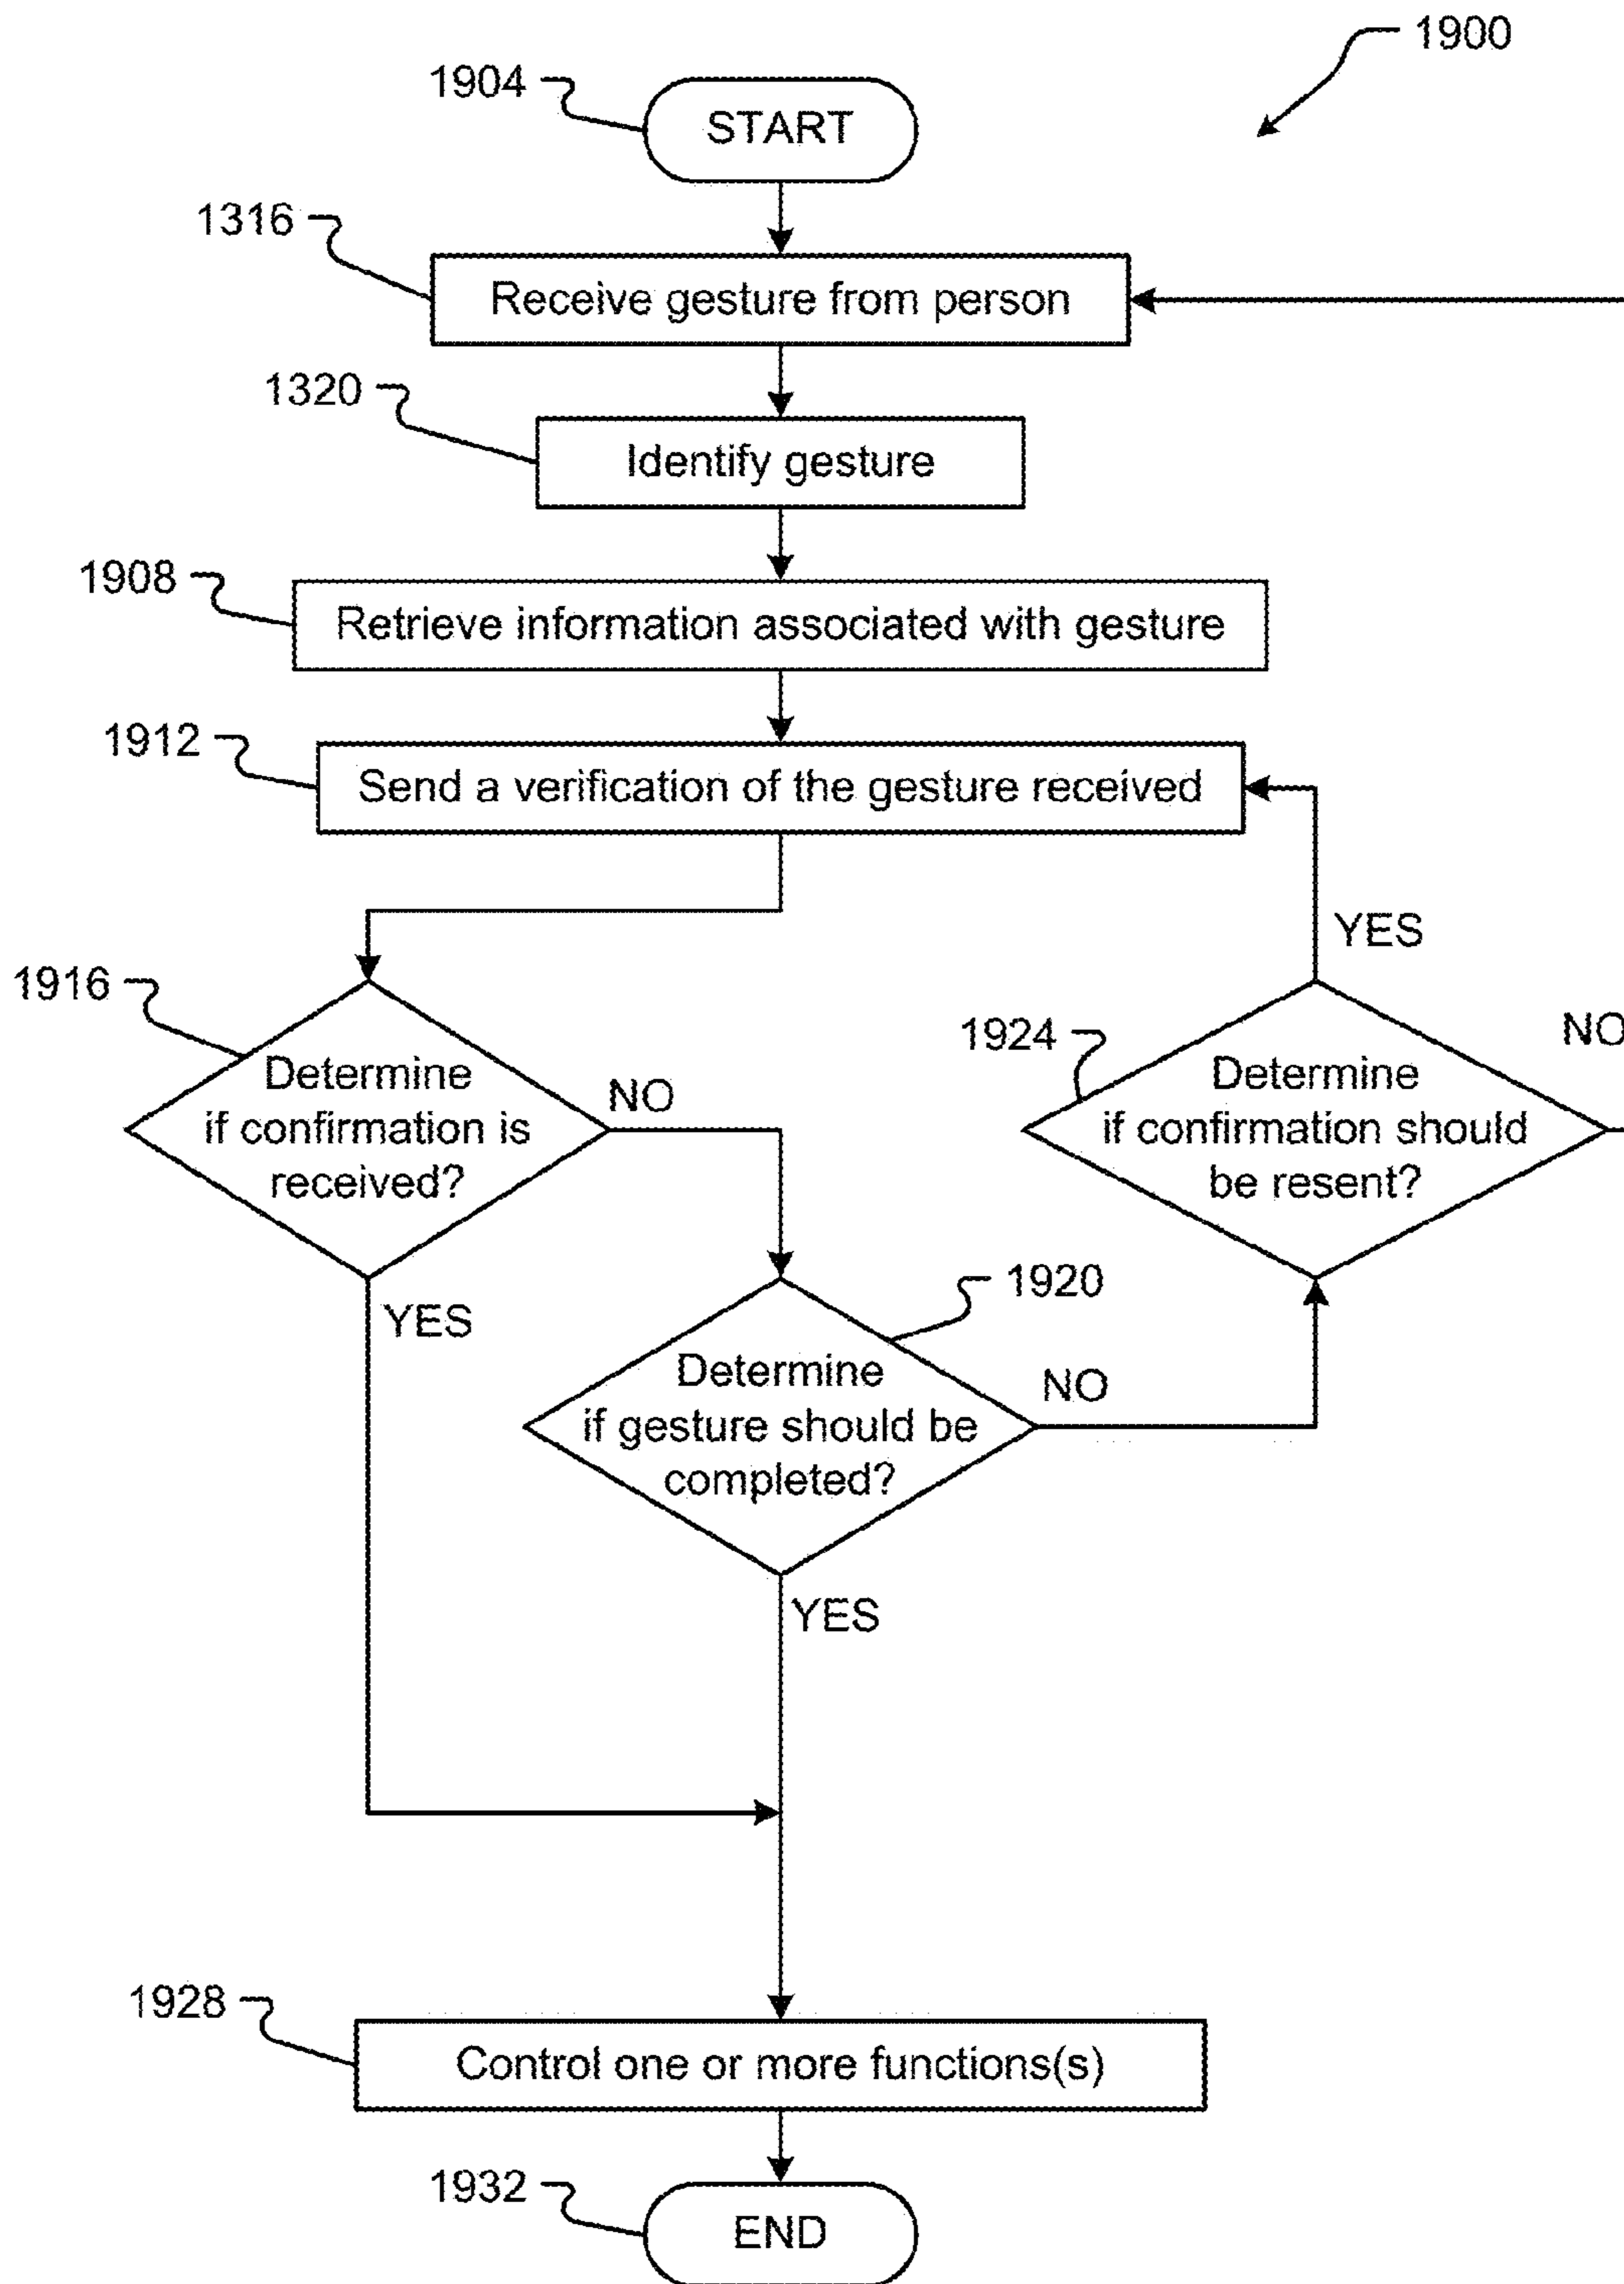 1900
1904
START
1316
Receive gesture from person
1320
Identify gesture
1908
Retrieve information associated with gesture
1912
Send a verification of the gesture received
YES
1916
Determine
if confirmation is
received?
NO
1924
Determine
if confirmation should
be resent?
NO
YES
1920
Determine
if gesture should be
completed?
NO
YES
1928
Control one or more functions(s)
1932
END